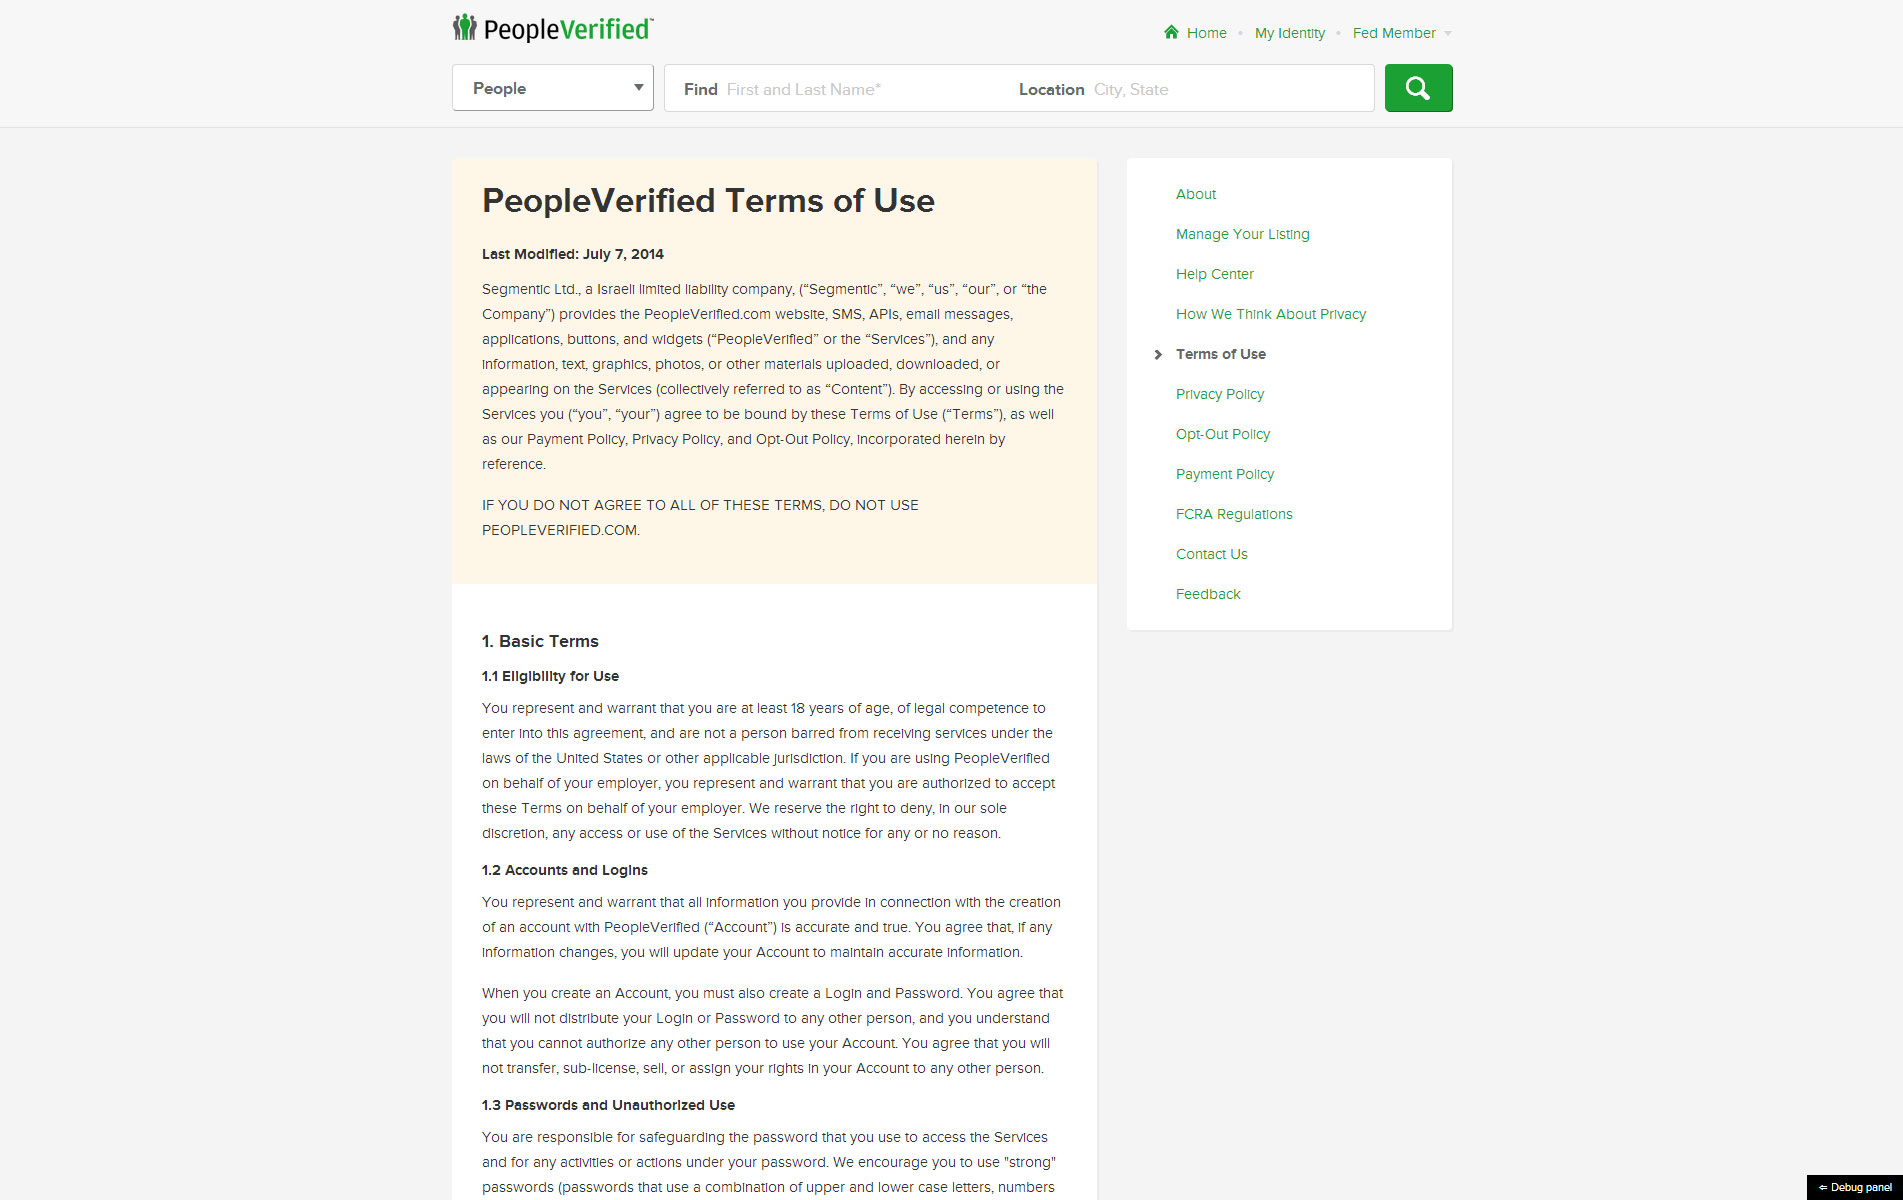 PeopleVerified™
Home • My Identity • Fed Member
People
Find First and Last Name*
Location City, State
PeopleVerified Terms of Use
Last Modified: July 7, 2014
Segmentic Ltd., a Israeli limited liability company, (“Segmentic”, “we”, “us”, “our”, or “the
Company”) provides the PeopleVerified.com website, SMS, APIs, email messages,
applications, buttons, and widgets (“PeopleVerified” or the “Services”), and any
information, text, graphics, photos, or other materials uploaded, downloaded, or
appearing on the Services (collectively referred to as “Content”). By accessing or using the
Services you (“you”, “your”) agree to be bound by these Terms of Use (“Terms”), as well
as our Payment Policy, Privacy Policy, and Opt-Out Policy, incorporated herein by
reference.
IF YOU DO NOT AGREE TO ALL OF THESE TERMS, DO NOT USE
PEOPLEVERIFIED.COM.
1. Basic Terms
1.1 Eligibility for Use
You represent and warrant that you are at least 18 years of age, of legal competence to
enter into this agreement, and are not a person barred from receiving services under the
laws of the United States or other applicable jurisdiction. If you are using PeopleVerified
on behalf of your employer, you represent and warrant that you are authorized to accept
these Terms on behalf of your employer. We reserve the right to deny, in our sole
discretion, any access or use of the Services without notice for any or no reason.
1.2 Accounts and Logins
You represent and warrant that all information you provide in connection with the creation
of an account with PeopleVerified (“Account”) is accurate and true. You agree that, if any
information changes, you will update your Account to maintain accurate information.
When you create an Account, you must also create a Login and Password. You agree that
you will not distribute your Login or Password to any other person, and you understand
that you cannot authorize any other person to use your Account. You agree that you will
not transfer, sub-license, sell, or assign your rights in your Account to any other person.
1.3 Passwords and Unauthorized Use
You are responsible for safeguarding the password that you use to access the Services
and for any activities or actions under your password. We encourage you to use "strong"
passwords (passwords that use a combination of upper and lower case letters, numbers
About
Manage Your Listing
Help Center
How We Think About Privacy
Terms of Use
Privacy Policy
Opt-Out Policy
Payment Policy
FCRA Regulations
Contact Us
Feedback
⇐ Debug panel